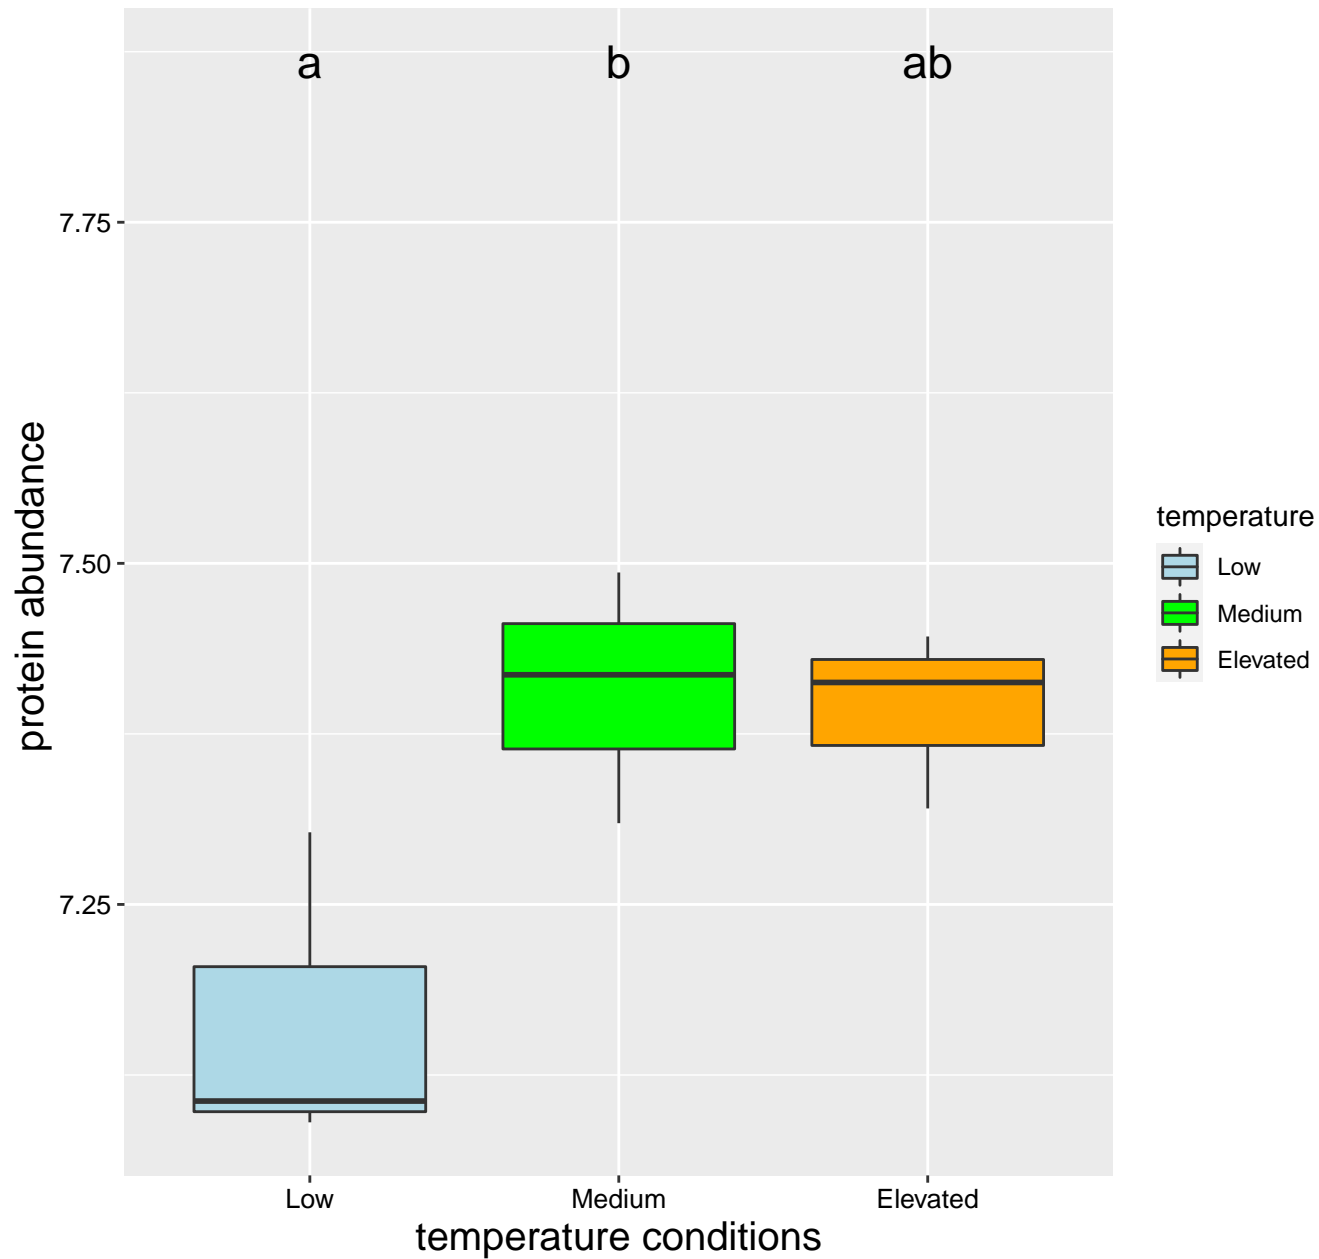 a b ab
7.75
7.50
7.25
protein abundance
Low Medium Elevated
temperature conditions
temperature
Low
Medium
Elevated